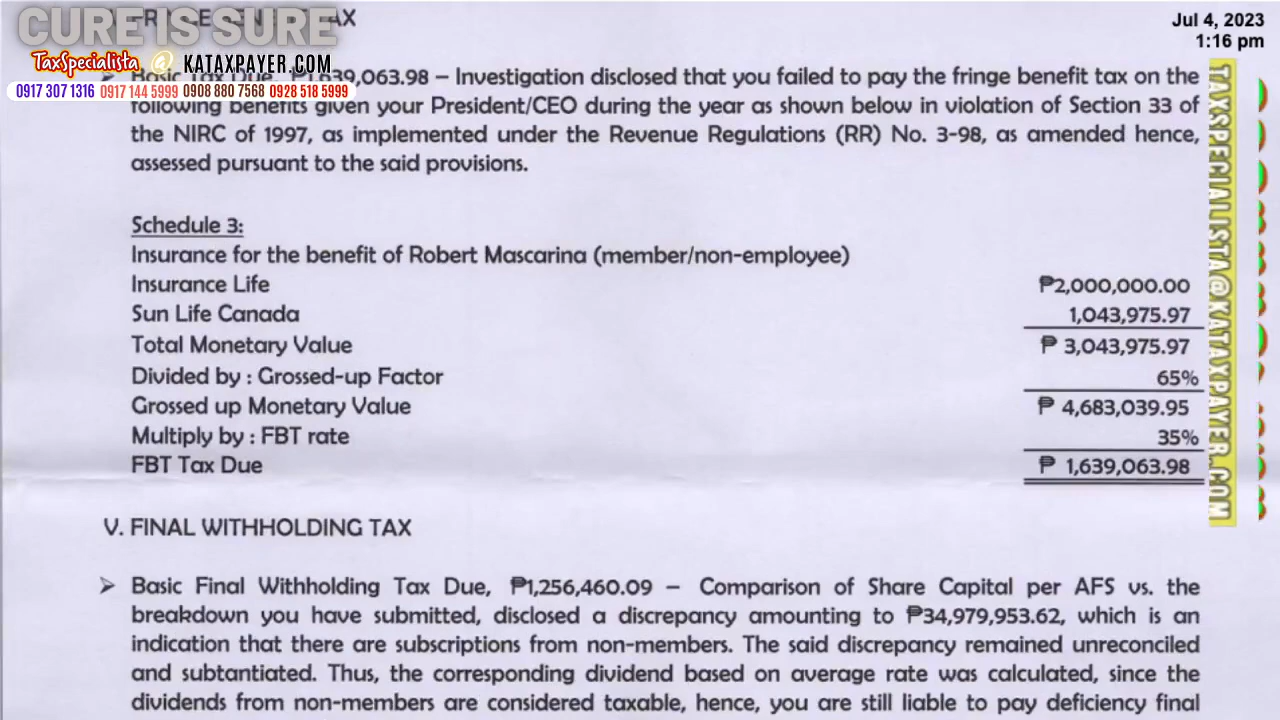 FRINGE BENEFIT TAX
CURE IS SURE
TaxSpecialista @ KATAXPAYER.COM
0917 307 1316 0917 144 5999 0908 880 7568 0928 518 5999
Jul 4, 2023
1:16 pm
➢ Basic Tax Due, ₱1,639,063.98 – Investigation disclosed that you failed to pay the fringe benefit tax on the
following benefits given your President/CEO during the year as shown below in violation of Section 33 of
the NIRC of 1997, as implemented under the Revenue Regulations (RR) No. 3-98, as amended hence,
assessed pursuant to the said provisions.
Schedule 3:
Insurance for the benefit of Robert Mascarina (member/non-employee)
Insurance Life ₱2,000,000.00
Sun Life Canada 1,043,975.97
Total Monetary Value ₱ 3,043,975.97
Divided by : Grossed-up Factor 65%
Grossed up Monetary Value ₱ 4,683,039.95
Multiply by : FBT rate 35%
FBT Tax Due ₱ 1,639,063.98
V. FINAL WITHHOLDING TAX
➢ Basic Final Withholding Tax Due, ₱1,256,460.09 – Comparison of Share Capital per AFS vs. the
breakdown you have submitted, disclosed a discrepancy amounting to ₱34,979,953.62, which is an
indication that there are subscriptions from non-members. The said discrepancy remained unreconciled
and subtantiated. Thus, the corresponding dividend based on average rate was calculated, since the
dividends from non-members are considered taxable, hence, you are still liable to pay deficiency final
TAXSPECIALISTA@KATAXPAYER.COM